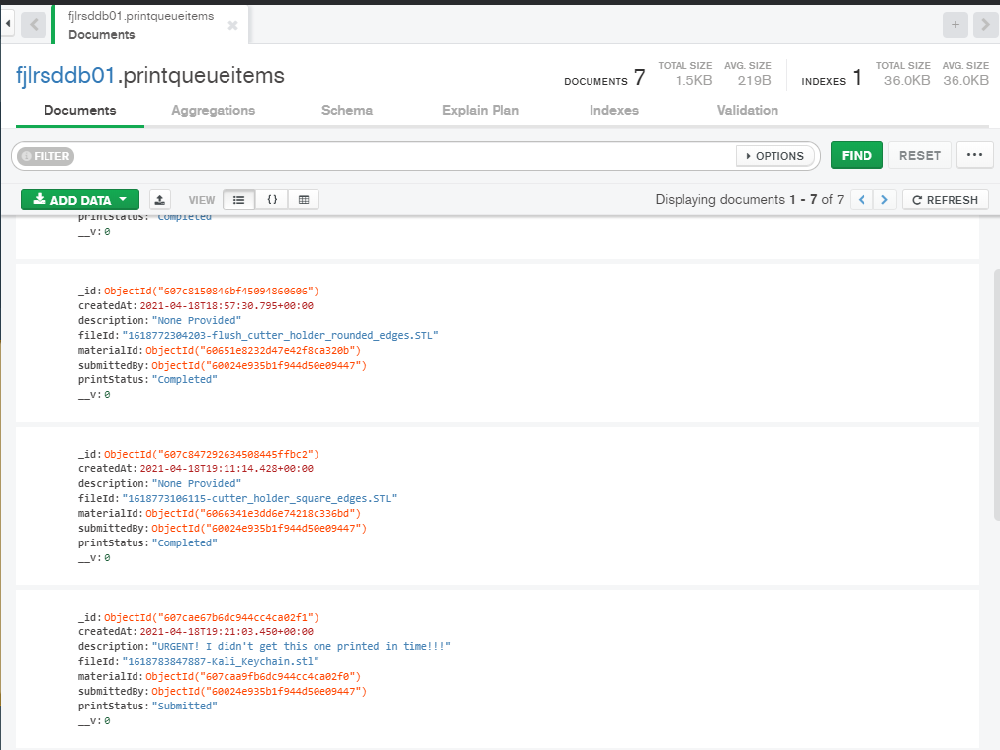 fjlrsddb01.printqueueitems
Documents
fjlrsddb01.printqueueitems
DOCUMENTS 7 TOTAL SIZE 1.5KB AVG. SIZE 219B INDEXES 1 TOTAL SIZE 36.0KB AVG. SIZE 36.0KB
Documents Aggregations Schema Explain Plan Indexes Validation
FILTER OPTIONS FIND RESET ···
ADD DATA VIEW {} Displaying documents 1 - 7 of 7 < > REFRESH
printStatus: "Completed"
__v: 0
_id: ObjectId("607c8150846bf45094860606")
createdAt: 2021-04-18T18:57:30.795+00:00
description: "None Provided"
fileId: "1618772304203-flush_cutter_holder_rounded_edges.STL"
materialId: ObjectId("60651e8232d47e42f8ca320b")
submittedBy: ObjectId("60024e935b1f944d50e09447")
printStatus: "Completed"
__v: 0
_id: ObjectId("607c847292634508445ffbc2")
createdAt: 2021-04-18T19:11:14.428+00:00
description: "None Provided"
fileId: "1618773106115-cutter_holder_square_edges.STL"
materialId: ObjectId("6066341e3dd6e74218c336bd")
submittedBy: ObjectId("60024e935b1f944d50e09447")
printStatus: "Completed"
__v: 0
_id: ObjectId("607cae67b6dc944cc4ca02f1")
createdAt: 2021-04-18T19:21:03.450+00:00
description: "URGENT! I didn't get this one printed in time!!!"
fileId: "1618783847887-Kali_Keychain.stl"
materialId: ObjectId("607caa9fb6dc944cc4ca02f0")
submittedBy: ObjectId("60024e935b1f944d50e09447")
printStatus: "Submitted"
__v: 0